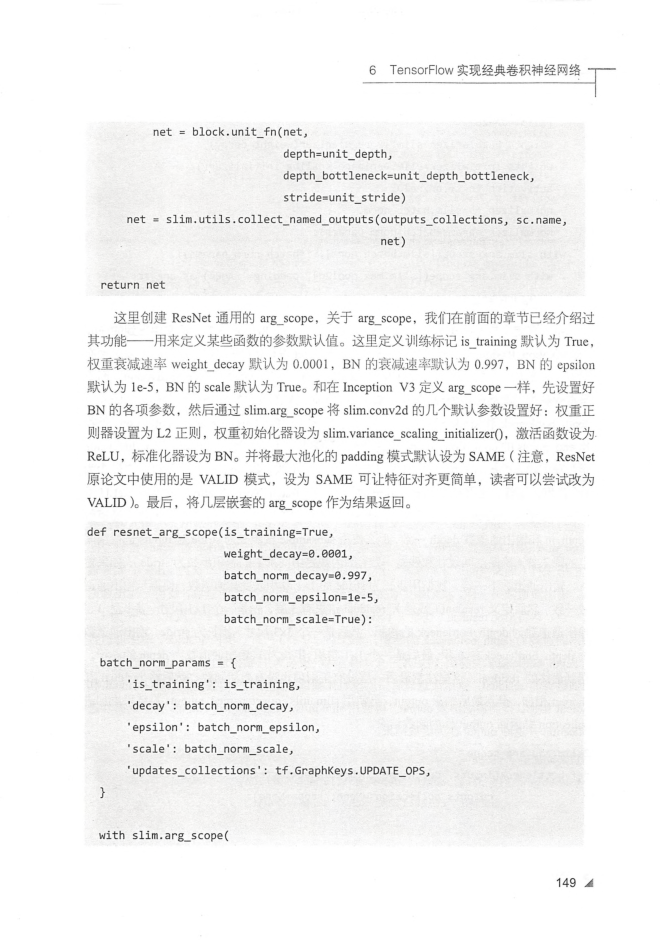 6 TensorFlow 实现经典卷积神经网络
net = block.unit_fn(net,
depth=unit_depth,
depth_bottleneck=unit_depth_bottleneck,
stride=unit_stride)
net = slim.utils.collect_named_outputs(outputs_collections, sc.name,
net)
return net
这里创建 ResNet 通用的 arg_scope，关于 arg_scope，我们在前面的章节已经介绍过
其功能——用来定义某些函数的参数默认值。这里定义训练标记 is_training 默认为 True，
权重衰减速率 weight_decay 默认为 0.0001，BN 的衰减速率默认为 0.997，BN 的 epsilon
默认为 1e-5，BN 的 scale 默认为 True。和在 Inception V3 定义 arg_scope 一样，先设置好
BN 的各项参数，然后通过 slim.arg_scope 将 slim.conv2d 的几个默认参数设置好：权重正
则器设置为 L2 正则，权重初始化器设为 slim.variance_scaling_initializer()，激活函数设为
ReLU，标准化器设为 BN。并将最大池化的 padding 模式默认设为 SAME（注意，ResNet
原论文中使用的是 VALID 模式，设为 SAME 可让特征对齐更简单，读者可以尝试改为
VALID）。最后，将几层嵌套的 arg_scope 作为结果返回。
def resnet_arg_scope(is_training=True,
weight_decay=0.0001,
batch_norm_decay=0.997,
batch_norm_epsilon=1e-5,
batch_norm_scale=True):
batch_norm_params = {
'is_training': is_training,
'decay': batch_norm_decay,
'epsilon': batch_norm_epsilon,
'scale': batch_norm_scale,
'updates_collections': tf.GraphKeys.UPDATE_OPS,
}
with slim.arg_scope(
149